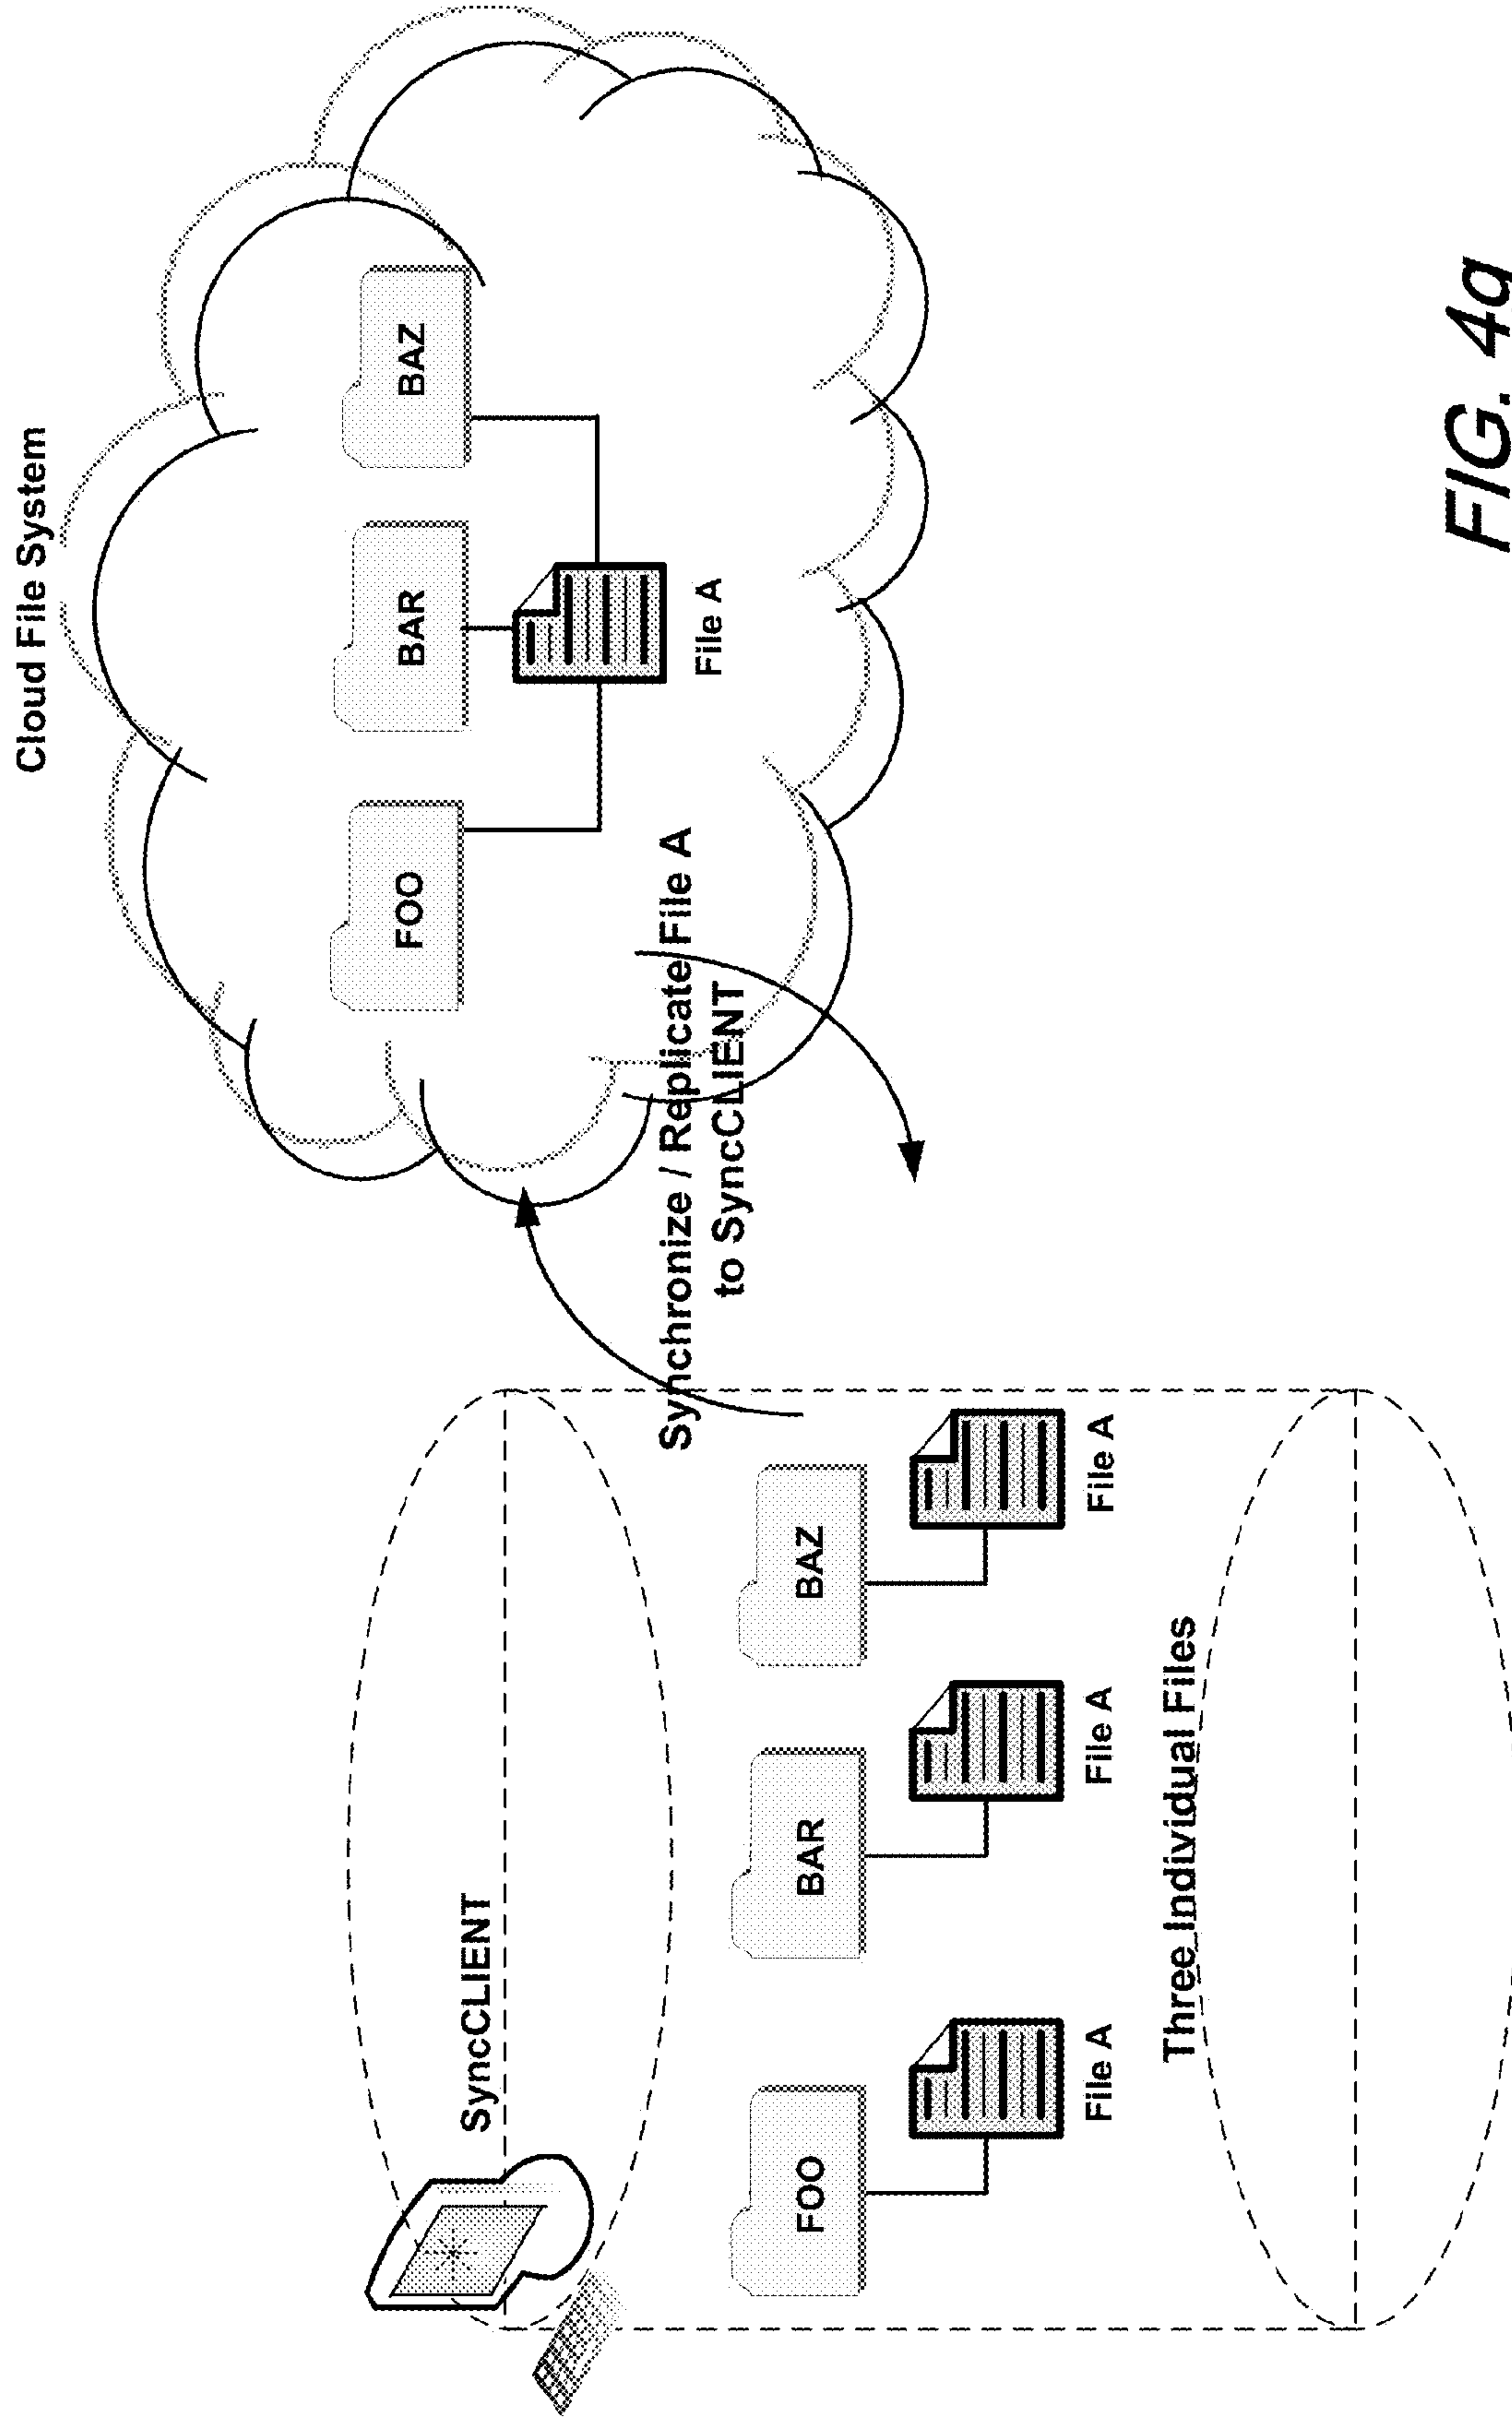 Cloud File System
FOO
BAR
BAZ
File A
Synchronize / Replicate File A
to SyncCLIENT
SyncCLIENT
FOO
BAR
BAZ
File A
File A
File A
Three Individual Files
FIG. 4a